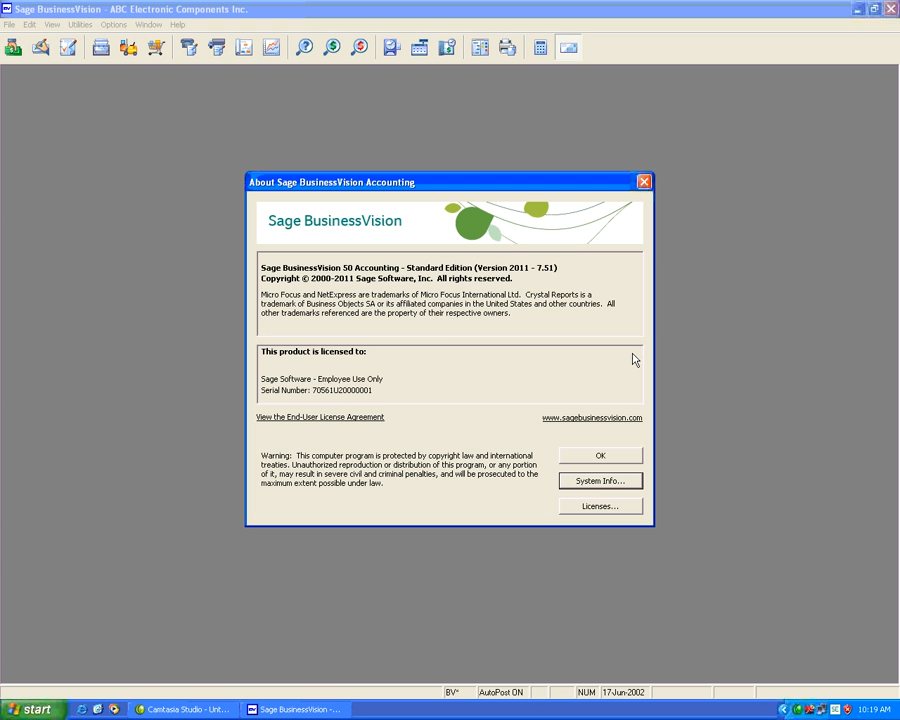 Sage BusinessVision - ABC Electronic Components Inc.
File Edit View Utilities Options Window Help
About Sage BusinessVision Accounting
Sage BusinessVision
Sage BusinessVision 50 Accounting - Standard Edition (Version 2011 - 7.51)
Copyright © 2000-2011 Sage Software, Inc. All rights reserved.
Micro Focus and NetExpress are trademarks of Micro Focus International Ltd. Crystal Reports is a
trademark of Business Objects SA or its affiliated companies in the United States and other countries. All
other trademarks referenced are the property of their respective owners.
This product is licensed to:
Sage Software - Employee Use Only
Serial Number: 70561U20000001
View the End-User License Agreement
www.sagebusinessvision.com
Warning: This computer program is protected by copyright law and international
treaties. Unauthorized reproduction or distribution of this program, or any portion
of it, may result in severe civil and criminal penalties, and will be prosecuted to the
maximum extent possible under law.
OK
System Info...
Licenses...
BV* AutoPost ON NUM 17-Jun-2002
start Camtasia Studio - Unt... Sage BusinessVision -... SE 10:19 AM